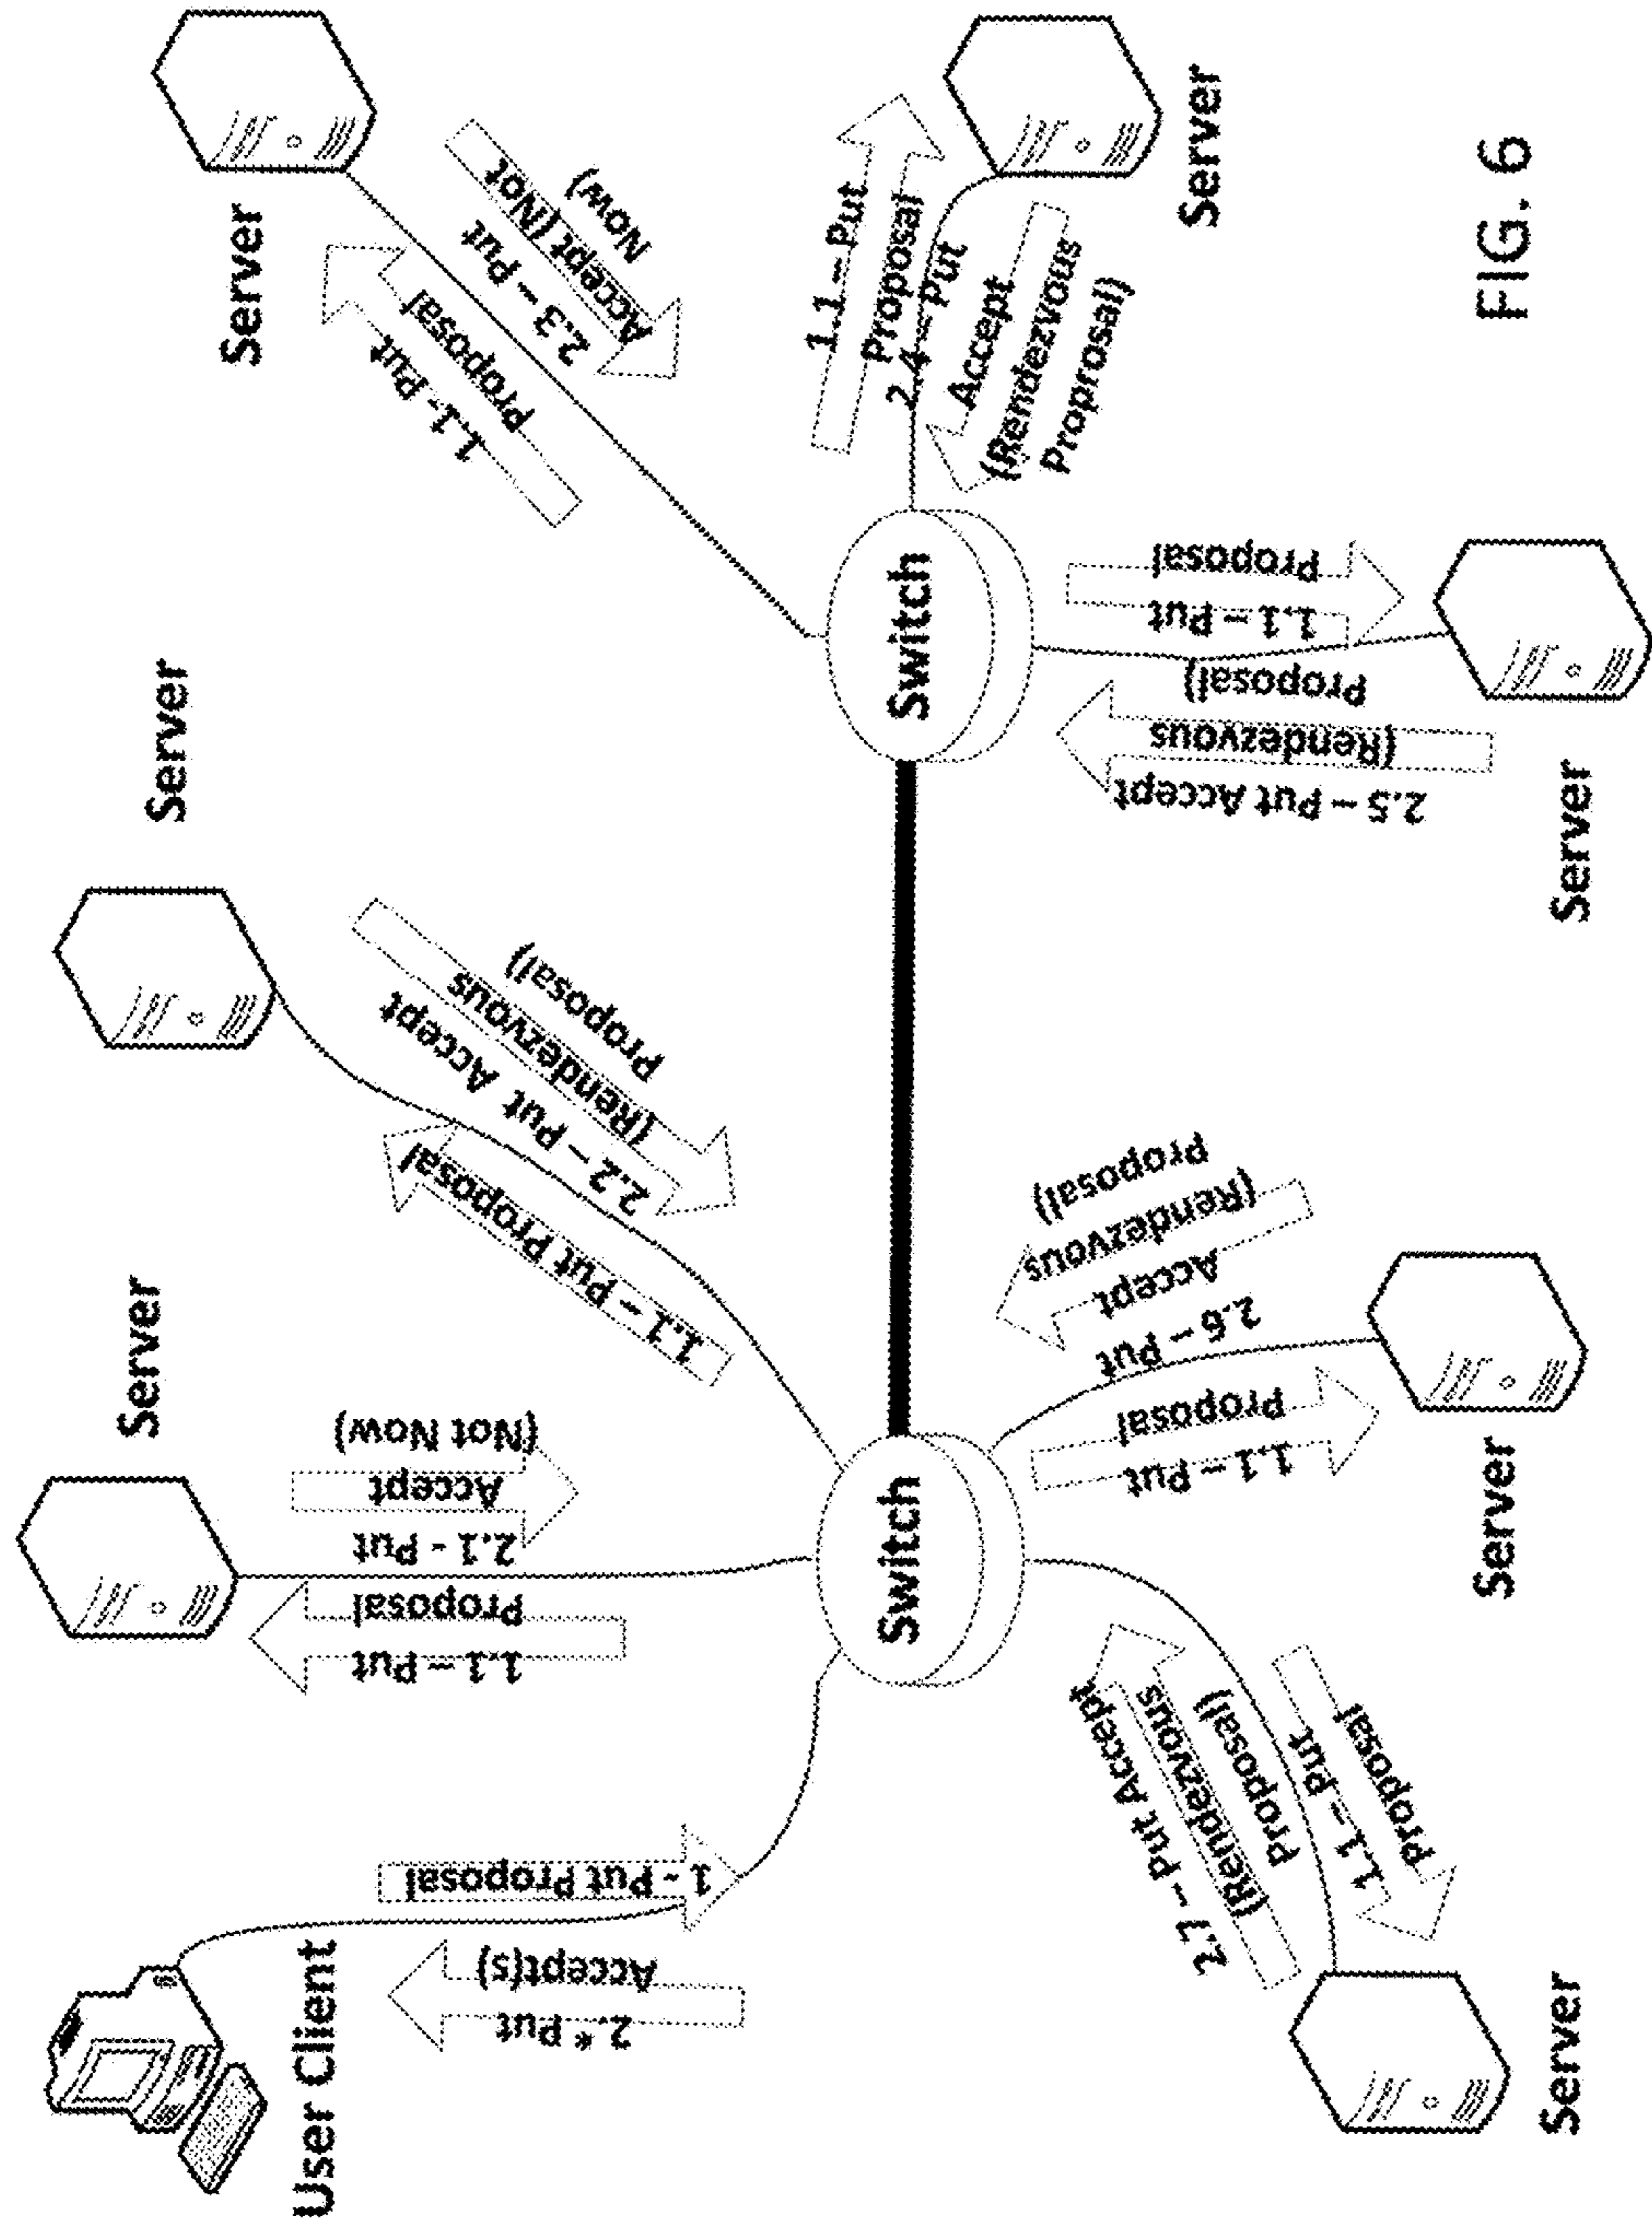 User Client
2.* Put
Accept(s)
1 - Put Proposal
Server
1.1 – Put
Proposal
2.1 - Put
Accept
(Not Now)
Server
1.1 – Put Proposal
2.2 – Put Accept
(Rendezvous
Proposal)
Server
1.1- Put
Proposal
2.3 – Put
Accept (Not
Now)
Switch
Switch
1.1 – Put
Proposal
2.4 – Put
Accept
(Rendezvous
Proprosal)
Server
2.7 – Put Accept
(Rendezvous
Proposal)
1.1 – Put
Proposal
Server
1.1 – Put
Proposal
2.6 – Put
Accept
(Rendezvous
Proposal)
Server
2.5 – Put Accept
(Rendezvous
Proposal)
1.1 – Put
Proposal
Server
FIG. 6